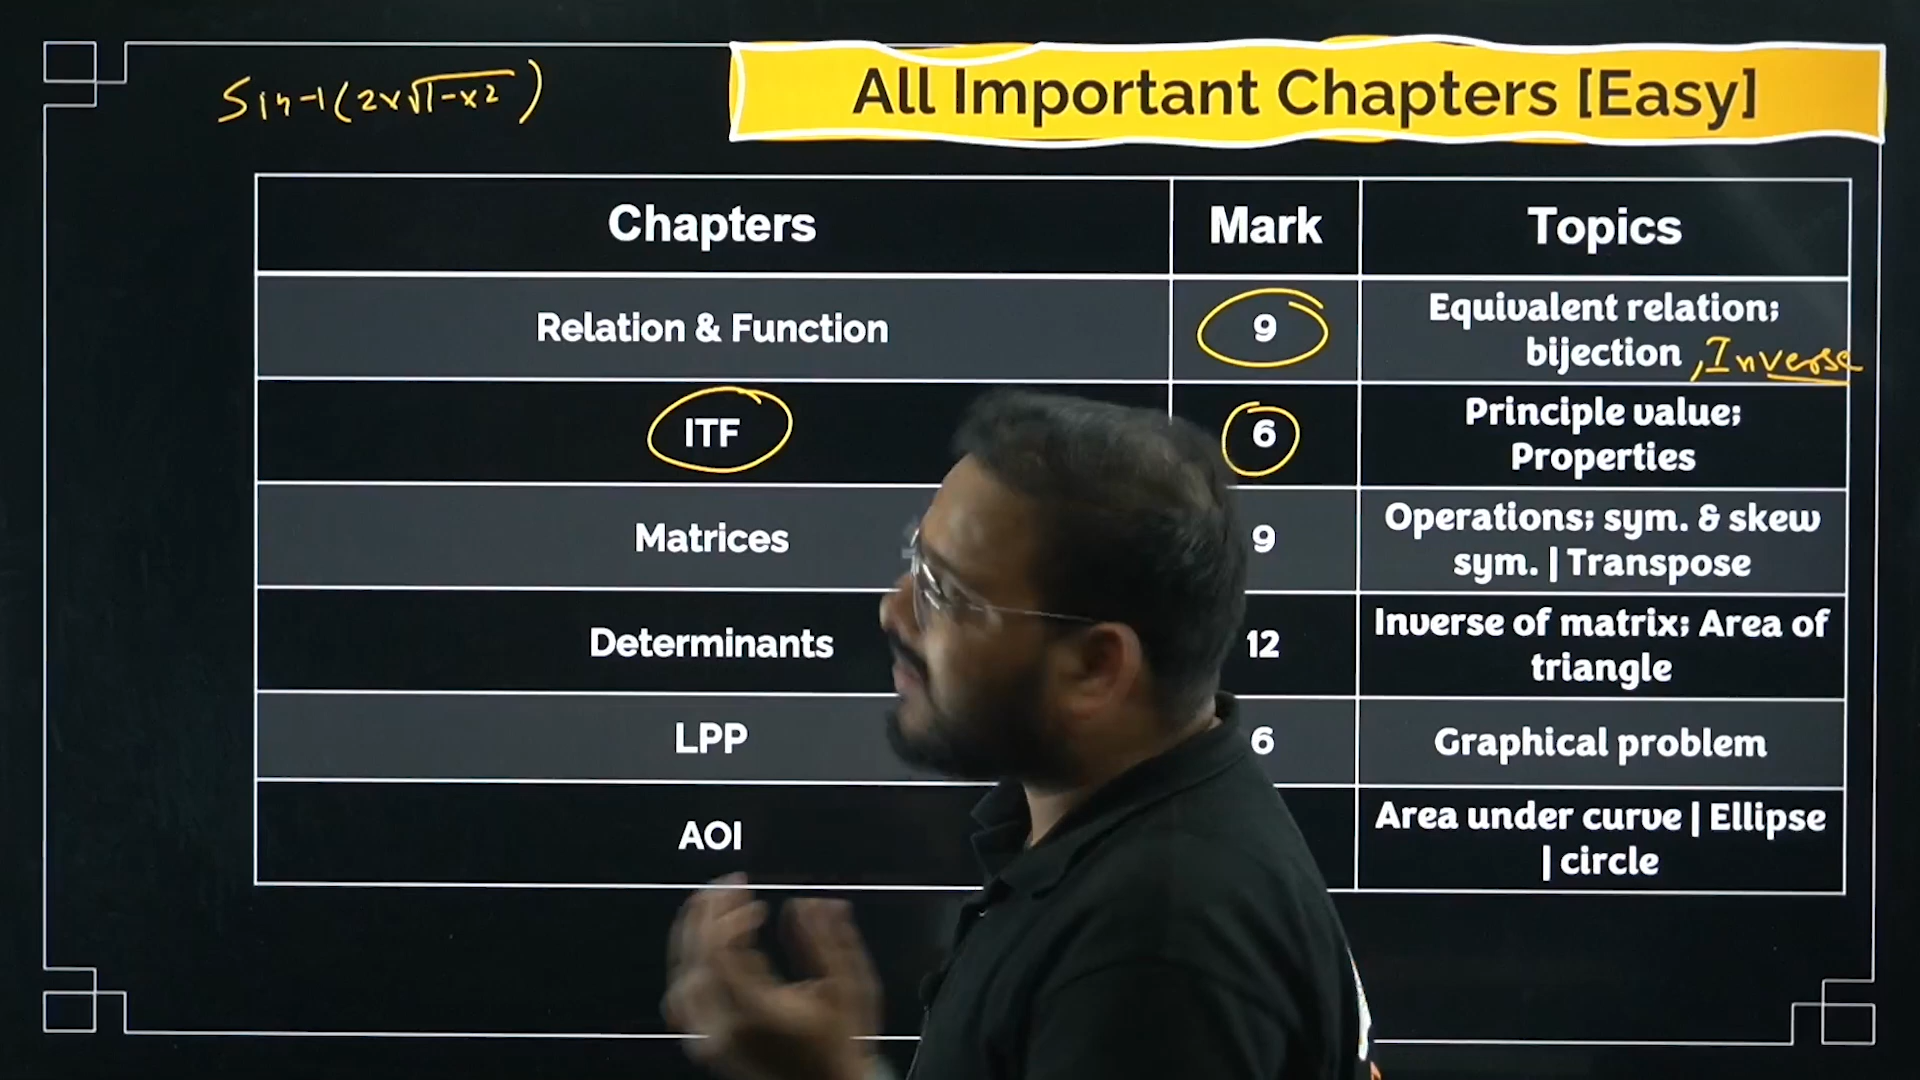 Sin-1(2x√1-x2)
All Important Chapters [Easy]
Chapters Mark Topics
Relation & Function 9 Equivalent relation;
bijection , Inverse
ITF 6 Principle value;
Properties
Matrices 9 Operations; sym. & skew
sym. | Transpose
Determinants 12 Inverse of matrix; Area of
triangle
LPP 6 Graphical problem
AOI Area under curve | Ellipse
| circle